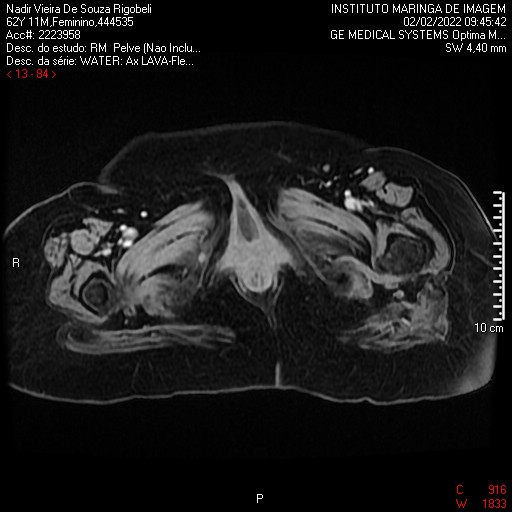 Nadir Vieira De Souza Rigobeli
62Y 11M,Feminino,444535
Acc#: 2223958
Desc. do estudo: RM Pelve (Nao Inclu...
Desc. da série: WATER: Ax LAVA-Fle...
< 13 - 84 >
INSTITUTO MARINGA DE IMAGEM
02/02/2022 09:45:42
GE MEDICAL SYSTEMS Optima M...
SW 4,40 mm
R
10 cm
P
C 916
W 1833